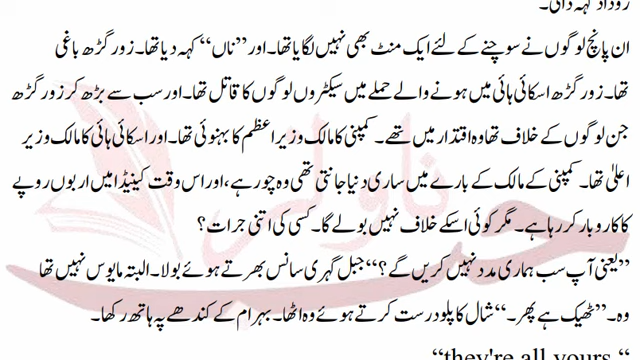 روداد کہہ دی۔
ان پانچ لوگوں نے سوچنے کے لئے ایک منٹ بھی نہیں لگایا تھا۔ اور ”ناں“ کہہ دیا تھا۔ زور گڑھ باغی
تھا۔ زور گڑھ اسکائی ہائی میں ہونے والے حملے میں سیکٹروں لوگوں کا قاتل تھا۔ اور سب سے بڑھ کر زور گڑھ
جن لوگوں کے خلاف تھا وہ اقتدار میں تھے۔ کمپنی کا مالک وزیر اعظم کا بہنوئی تھا۔ اور اسکائی ہائی کا مالک وزیر
اعلیٰ تھا۔ کمپنی کے مالک کے بارے میں ساری دنیا جانتی تھی وہ چور ہے، اور اس وقت کینیڈا میں اربوں روپے
کا کاروبار کر رہا ہے۔ مگر کوئی اسکے خلاف نہیں بولے گا۔ کسی کی اتنی جرات؟
”یعنی آپ سب ہماری مدد نہیں کریں گے؟“ جبل گہری سانس بھرتے ہوئے بولا۔ البتہ مایوس نہیں تھا
وہ۔ ”ٹھیک ہے پھر۔“ شال کا پلو درست کرتے ہوئے وہ اٹھا۔ بہرام کے کندھے پہ ہاتھ رکھا۔
“they're all yours.“